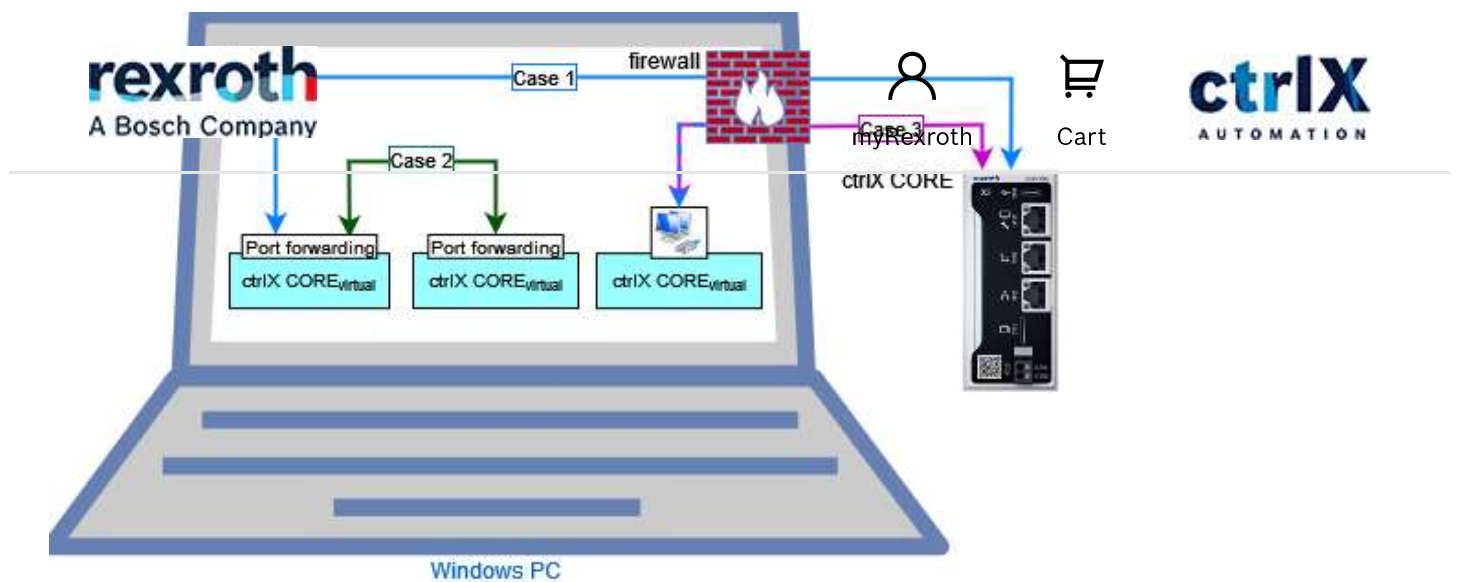 rexroth
A Bosch Company
Case 1
firewall
myRexroth
Cart
ctrlX
AUTOMATION
Case 3
Case 2
ctrlX CORE
Port forwarding
Port forwarding
ctrlX COREvirtual
ctrlX COREvirtual
ctrlX COREvirtual
Windows PC